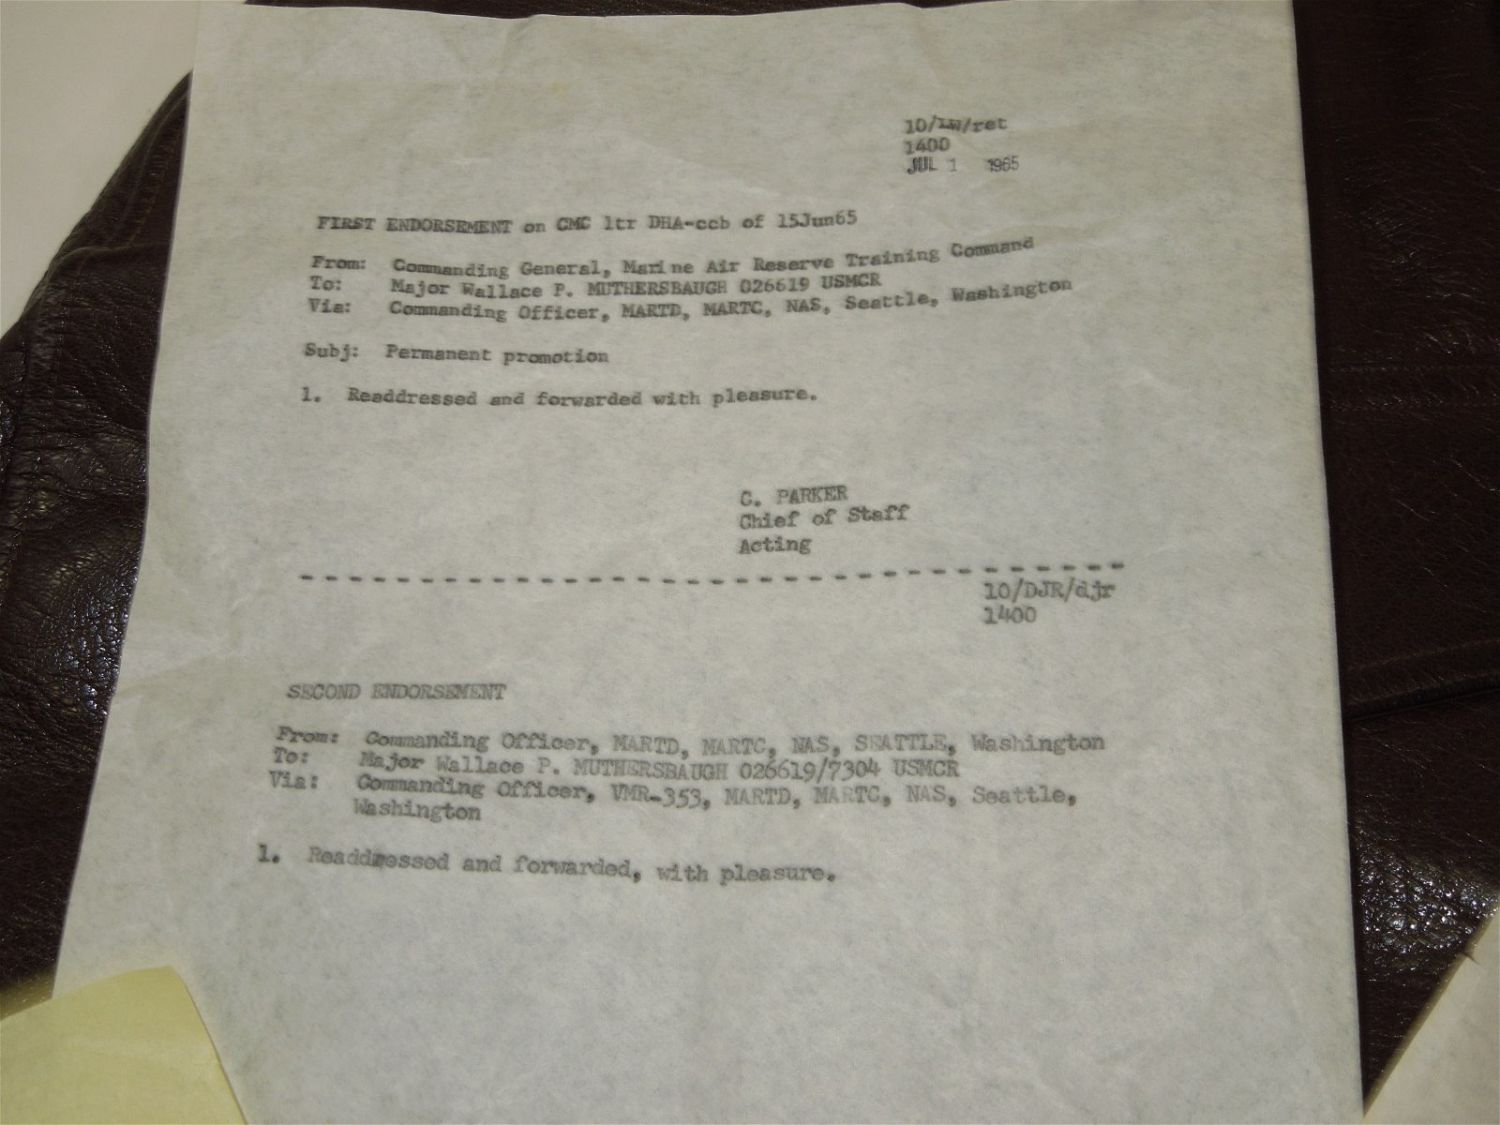 10/LW/ret
1400
JUL 1 1965
FIRST ENDORSEMENT on CMC ltr DHA-ccb of 15Jun65
From: Commanding General, Marine Air Reserve Training Command
To: Major Wallace P. MUTHERSBAUGH 026619 USMCR
Via: Commanding Officer, MARTD, MARTC, NAS, Seattle, Washington
Subj: Permanent promotion
1. Readdressed and forwarded with pleasure.
C. PARKER
Chief of Staff
Acting
10/DJR/djr
1400
SECOND ENDORSEMENT
From: Commanding Officer, MARTD, MARTC, NAS, SEATTLE, Washington
To: Major Wallace P. MUTHERSBAUGH 026619/7304 USMCR
Via: Commanding Officer, VMR-353, MARTD, MARTC, NAS, Seattle,
Washington
1. Readdressed and forwarded, with pleasure.